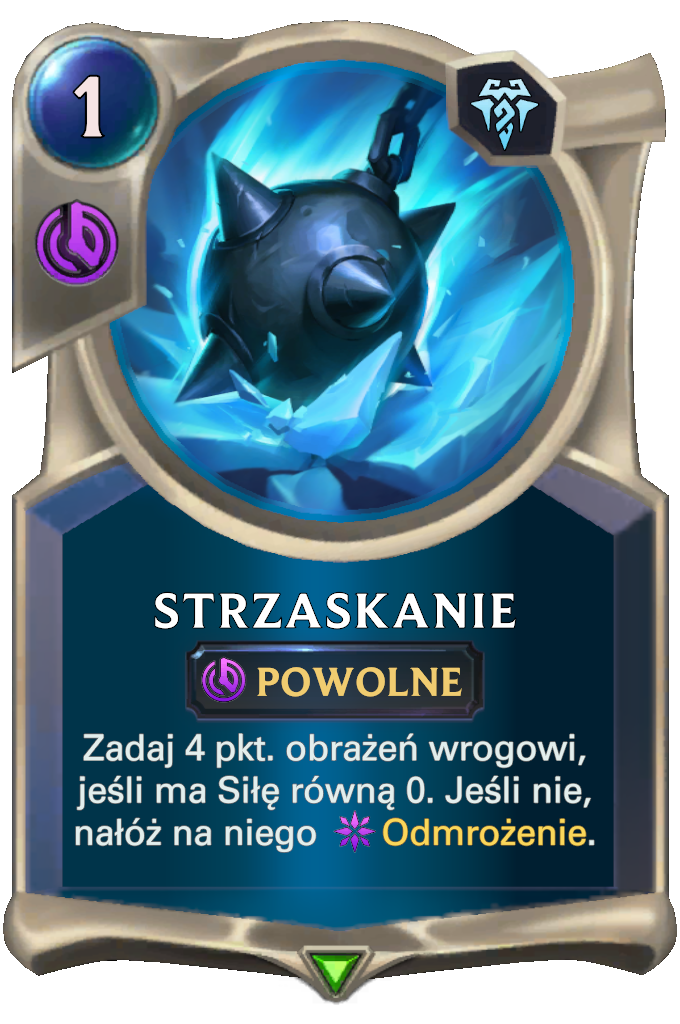 1
STRZASKANIE
POWOLNE
Zadaj 4 pkt. obrażeń wrogowi,
jeśli ma Siłę równą 0. Jeśli nie,
nałóż na niego Odmrożenie.